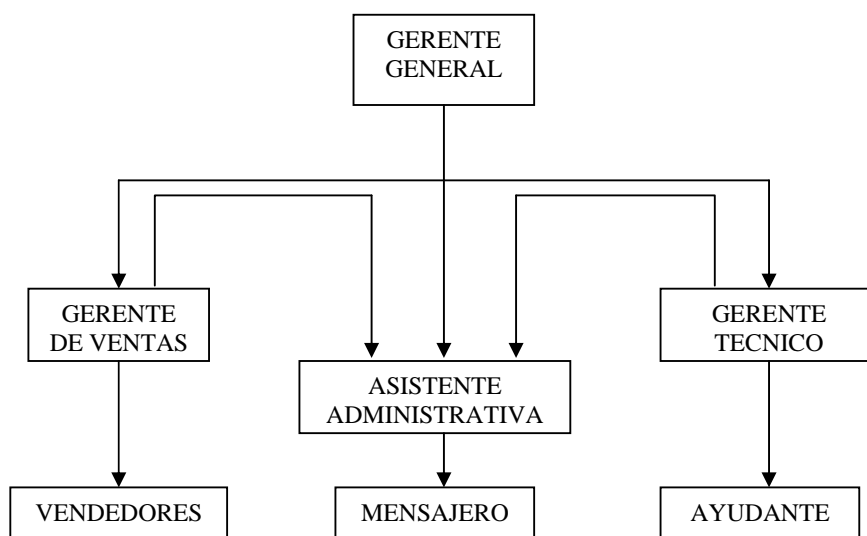 GERENTE
GENERAL
GERENTE
DE VENTAS
GERENTE
TECNICO
ASISTENTE
ADMINISTRATIVA
VENDEDORES
MENSAJERO
AYUDANTE